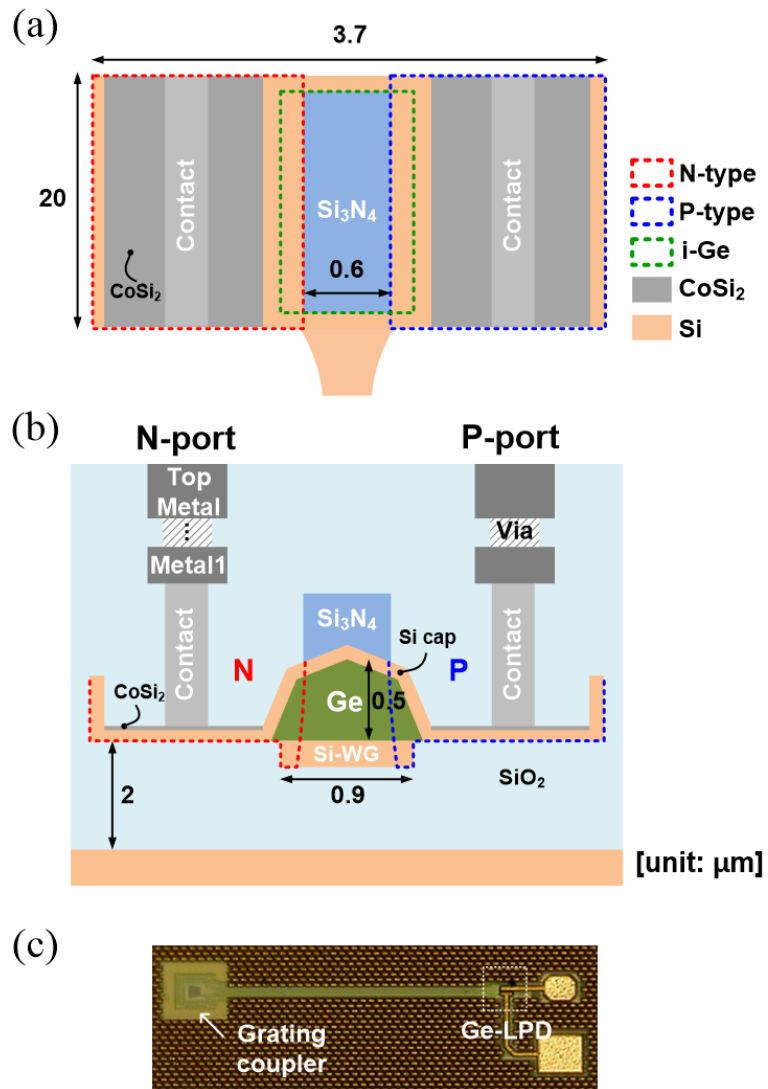 (a)
3.7
20
Contact
Si₃N₄
0.6
CoSi₂
Contact
N-type
P-type
i-Ge
CoSi₂
Si
(b)
N-port
P-port
Top
Metal
⋮
Metal1
Via
Contact
Si₃N₄
Si cap
Contact
N
P
CoSi₂
Ge
0.5
Si-WG
2
0.9
SiO₂
[unit: μm]
(c)
Grating
coupler
Ge-LPD